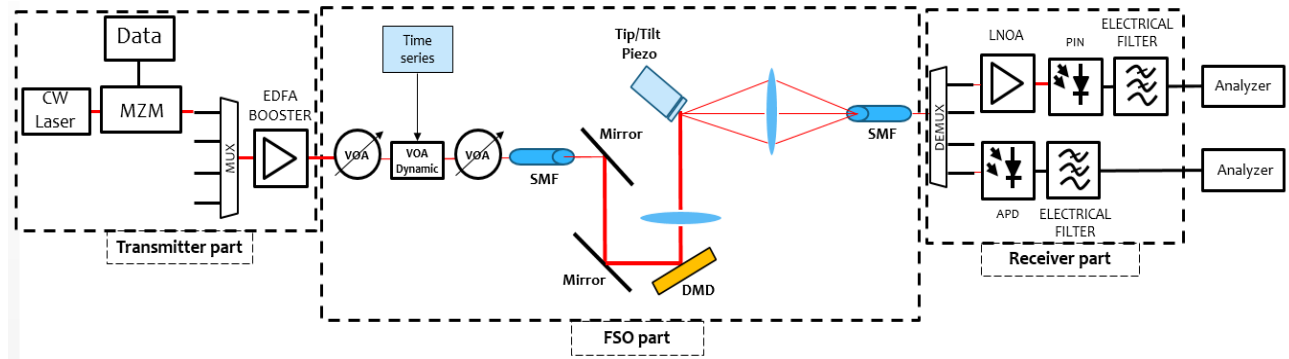 Data
CW
Laser
MZM
MUX
EDFA
BOOSTER
Transmitter part
Time
series
VOA
VOA
Dynamic
VOA
SMF
Mirror
Mirror
DMD
Tip/Tilt
Piezo
SMF
FSO part
DEMUX
LNOA
PIN
ELECTRICAL
FILTER
Analyzer
APD
ELECTRICAL
FILTER
Analyzer
Receiver part